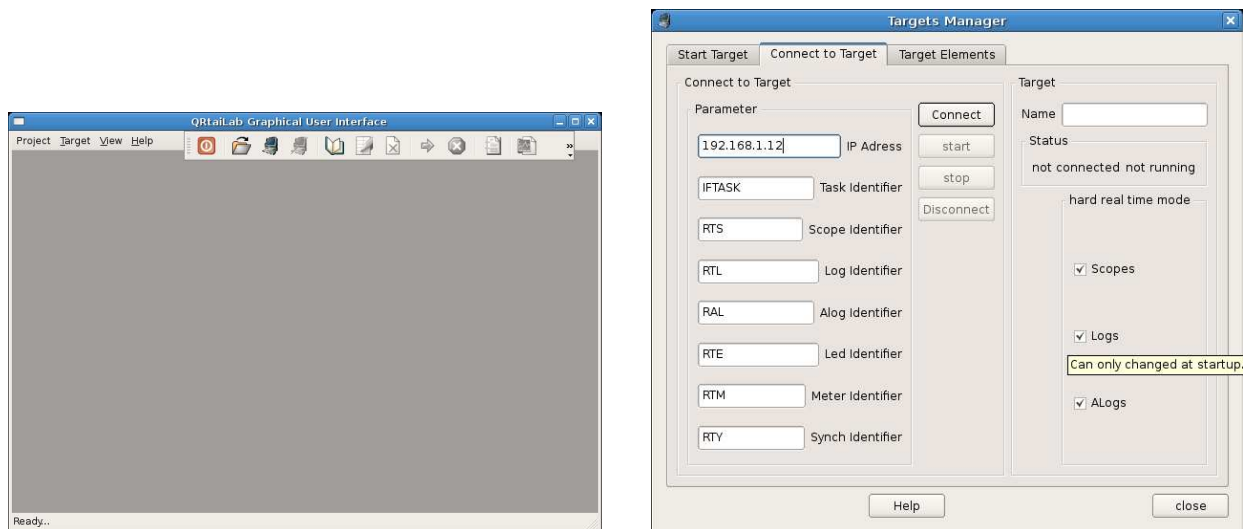 QRtaiLab Graphical User Interface
Project Target View Help
»
Ready..
Targets Manager
Start Target Connect to Target Target Elements
Connect to Target
Parameter
192.168.1.12 IP Adress
IFTASK Task Identifier
RTS Scope Identifier
RTL Log Identifier
RAL Alog Identifier
RTE Led Identifier
RTM Meter Identifier
RTY Synch Identifier
Connect
start
stop
Disconnect
Target
Name
Status
not connected not running
hard real time mode
Scopes
Logs
Can only changed at startup.
ALogs
Help close